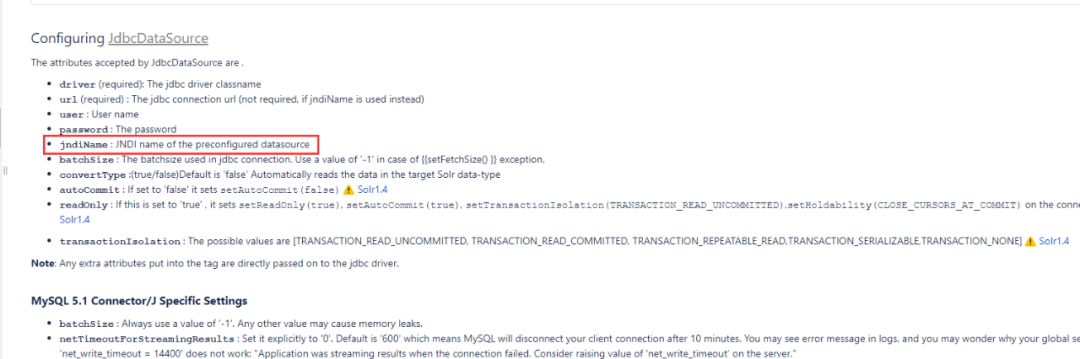 Configuring JdbcDataSource
The attributes accepted by JdbcDataSource are .
• driver (required): The jdbc driver classname
• url (required) : The jdbc connection url (not required, if jndiName is used instead)
• user : User name
• password : The password
• jndiName : JNDI name of the preconfigured datasource
• batchSize : The batchsize used in jdbc connection. Use a value of '-1' in case of {{setFetchSize() }} exception.
• convertType :(true/false)Default is 'false' Automatically reads the data in the target Solr data-type
• autoCommit : If set to 'false' it sets setAutoCommit(false) ⚠ Solr1.4
• readOnly : If this is set to 'true' , it sets setReadOnly(true), setAutoCommit(true), setTransactionIsolation(TRANSACTION_READ_UNCOMMITTED),setHoldability(CLOSE_CURSORS_AT_COMMIT) on the conne
Solr1.4
• transactionIsolation : The possible values are [TRANSACTION_READ_UNCOMMITTED, TRANSACTION_READ_COMMITTED, TRANSACTION_REPEATABLE_READ,TRANSACTION_SERIALIZABLE,TRANSACTION_NONE] ⚠ Solr1.4
Note: Any extra attributes put into the tag are directly passed on to the jdbc driver.
MySQL 5.1 Connector/J Specific Settings
• batchSize : Always use a value of '-1'. Any other value may cause memory leaks.
• netTimeoutForStreamingResults : Set it explicitly to '0'. Default is '600' which means MySQL will disconnect your client connection after 10 minutes. You may see error message in logs, and you may wonder why your global se
'net_write_timeout = 14400' does not work: "Application was streaming results when the connection failed. Consider raising value of 'net_write_timeout' on the server."